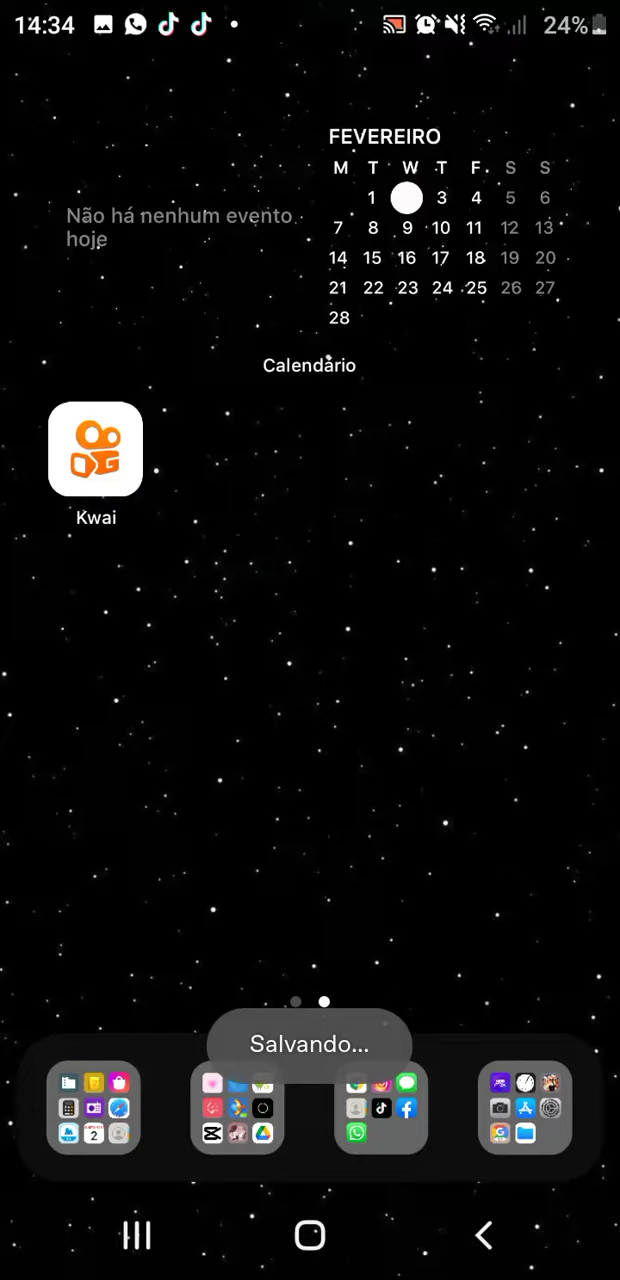 14:34 24%
FEVEREIRO
M T W T F S S
1 3 4 5 6
7 8 9 10 11 12 13
14 15 16 17 18 19 20
21 22 23 24 25 26 27
28
Não há nenhum evento
hoje
Calendário
Kwai
Salvando...
2